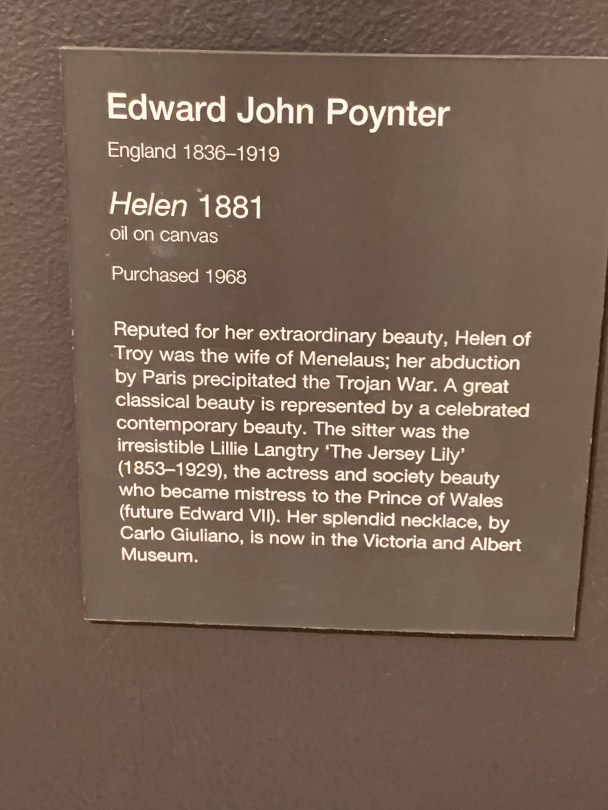 Edward John Poynter
England 1836–1919
Helen 1881
oil on canvas
Purchased 1968
Reputed for her extraordinary beauty, Helen of
Troy was the wife of Menelaus; her abduction
by Paris precipitated the Trojan War. A great
classical beauty is represented by a celebrated
contemporary beauty. The sitter was the
irresistible Lillie Langtry ‘The Jersey Lily’
(1853–1929), the actress and society beauty
who became mistress to the Prince of Wales
(future Edward VII). Her splendid necklace, by
Carlo Giuliano, is now in the Victoria and Albert
Museum.